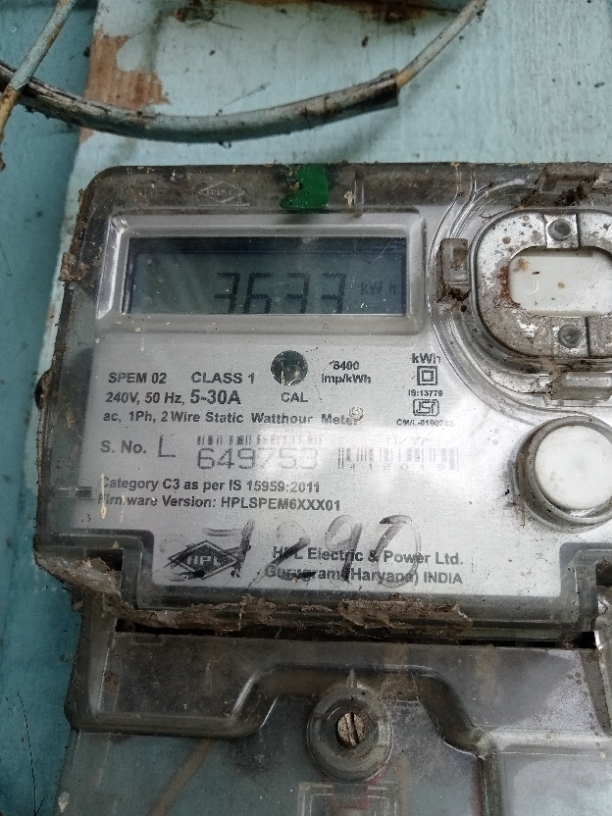 3633 kWh
SPEM 02 CLASS 1 6400 kWh
240V, 50 Hz, 5-30A CAL imp/kWh IS:13779
ac, 1Ph, 2 Wire Static Watthour Meter
S. No. L 649753
Category C3 as per IS 15959:2011
Firmware Version: HPLSPEM6XXX01
HPL HPL Electric & Power Ltd.
Gurugram (Haryana) INDIA